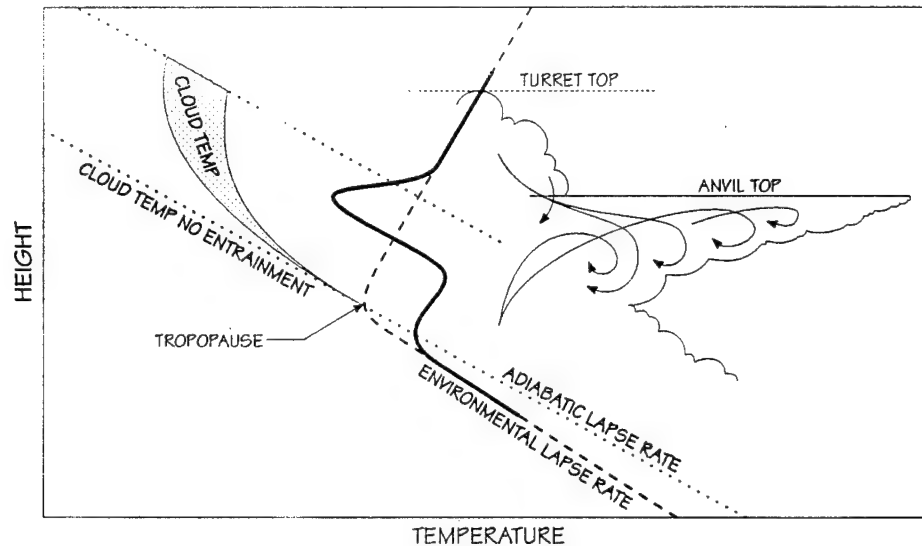 TURRET TOP
CLOUD TEMP
ANVIL TOP
CLOUD TEMP NO ENTRAINMENT
HEIGHT
TROPOPAUSE
ADIABATIC LAPSE RATE
ENVIRONMENTAL LAPSE RATE
TEMPERATURE